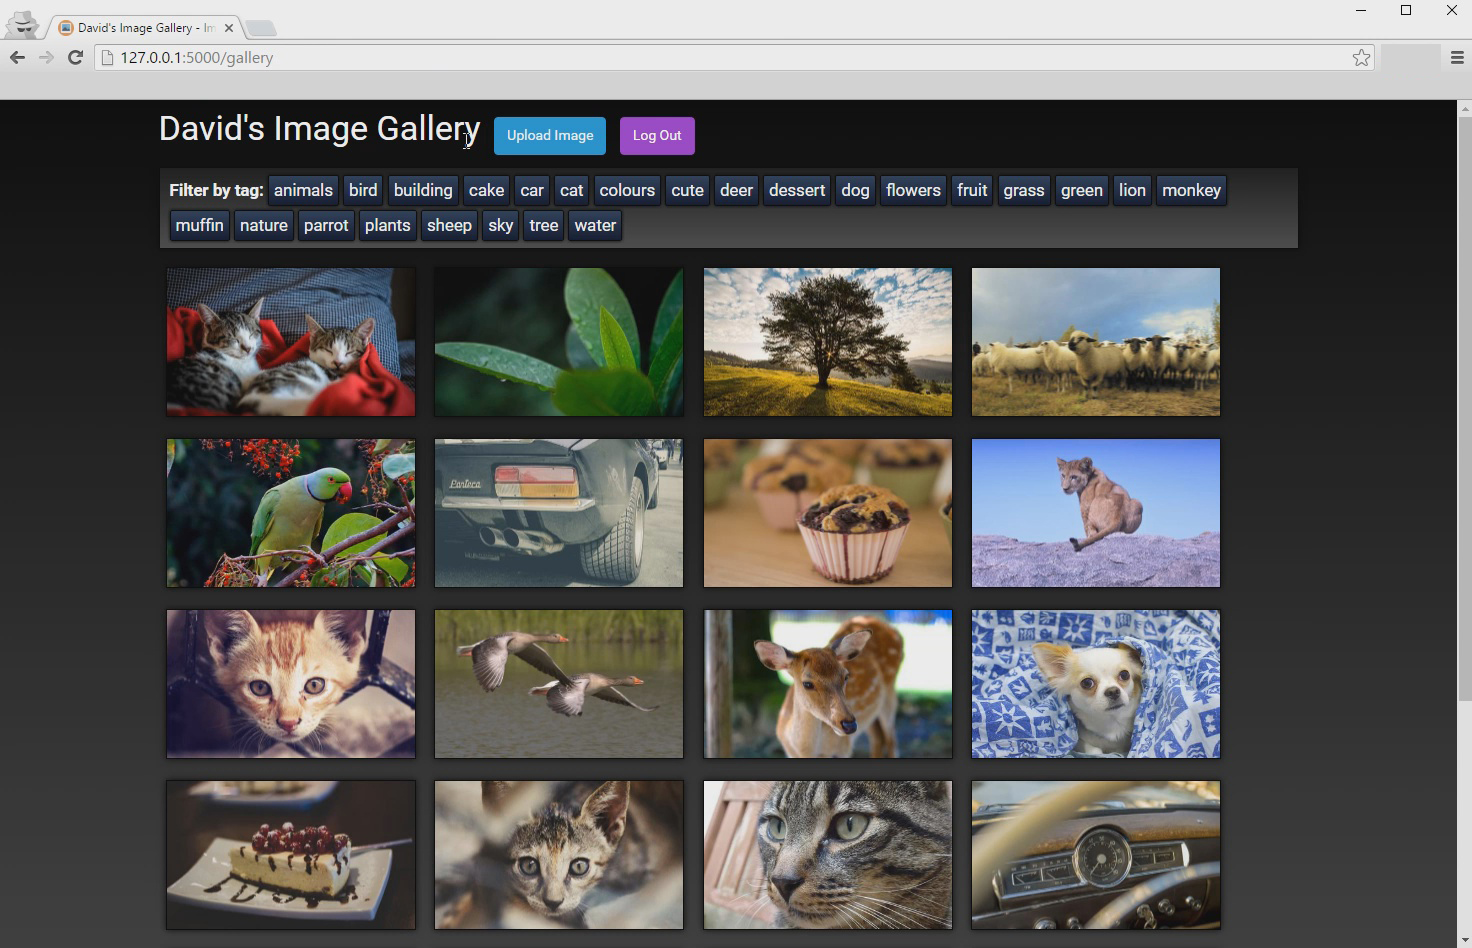 David's Image Gallery - Im
127.0.0.1:5000/gallery
David's Image Gallery
Upload Image
Log Out
Filter by tag: animals bird building cake car cat colours cute deer dessert dog flowers fruit grass green lion monkey
muffin nature parrot plants sheep sky tree water
Pantera